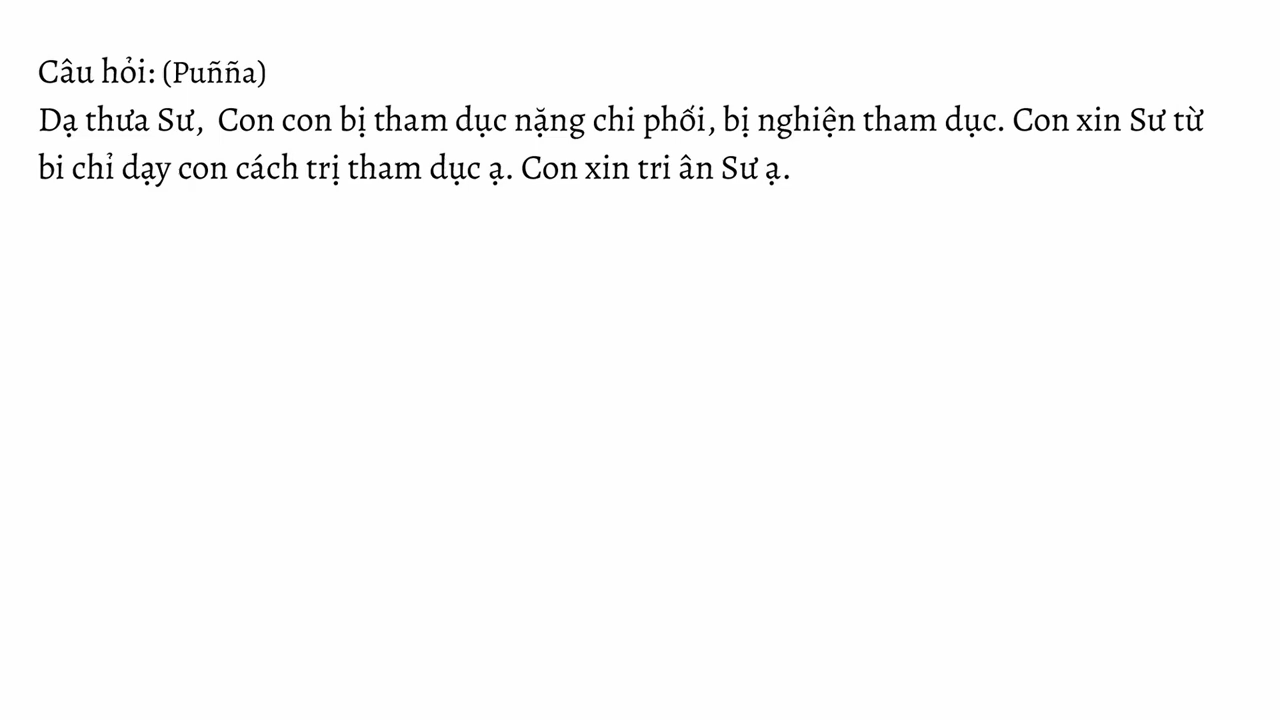 Câu hỏi: (Puñña)
Dạ thưa Sư,  Con con bị tham dục nặng chi phối, bị nghiện tham dục. Con xin Sư từ
bi chỉ dạy con cách trị tham dục ạ. Con xin tri ân Sư ạ.